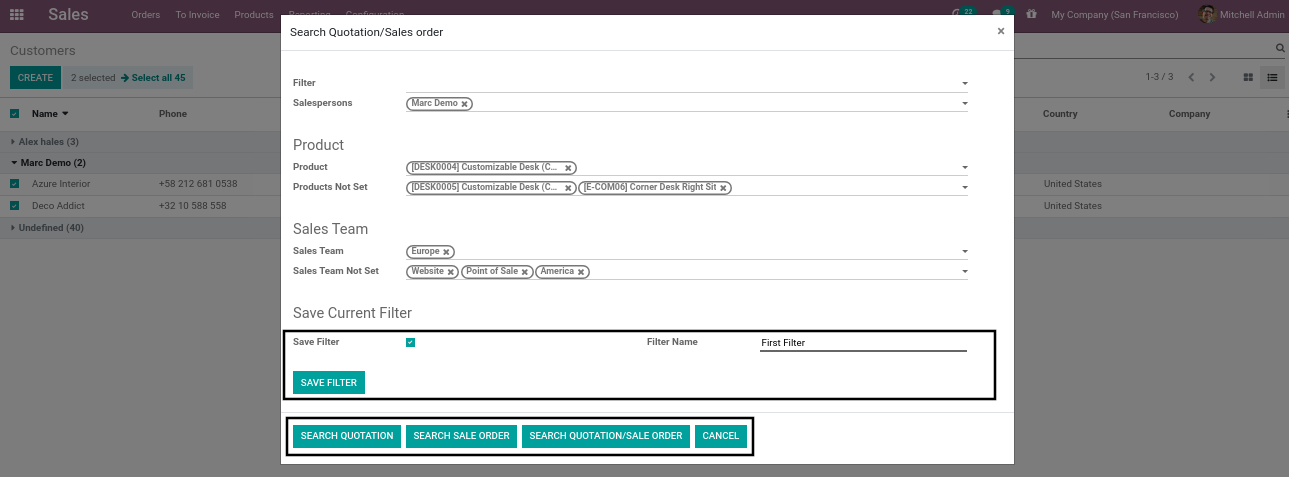 Sales Orders To Invoice Products Reporting Configuration 22 9 My Company (San Francisco) Mitchell Admin
Search Quotation/Sales order ×
Customers
CREATE 2 selected → Select all 45 1-3 / 3
Name Phone Country Company
Alex hales (3)
Marc Demo (2)
Azure Interior +58 212 681 0538 United States
Deco Addict +32 10 588 558 United States
Undefined (40)
Filter
Salespersons Marc Demo ×
Product
Product [DESK0004] Customizable Desk (C... ×
Products Not Set [DESK0005] Customizable Desk (C... × [E-COM06] Corner Desk Right Sit ×
Sales Team
Sales Team Europe ×
Sales Team Not Set Website × Point of Sale × America ×
Save Current Filter
Save Filter Filter Name First Filter
SAVE FILTER
SEARCH QUOTATION SEARCH SALE ORDER SEARCH QUOTATION/SALE ORDER CANCEL